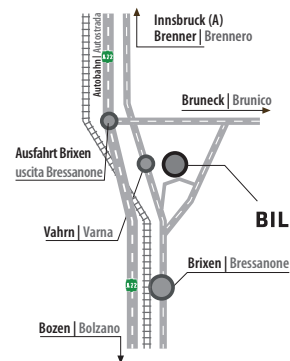 Innsbruck (A)
Brenner | Brennero
Autobahn | Autostrada
A22
Bruneck | Brunico
Ausfahrt Brixen
uscita Bressanone
BIL
Vahrn | Varna
Brixen | Bressanone
A22
Bozen | Bolzano